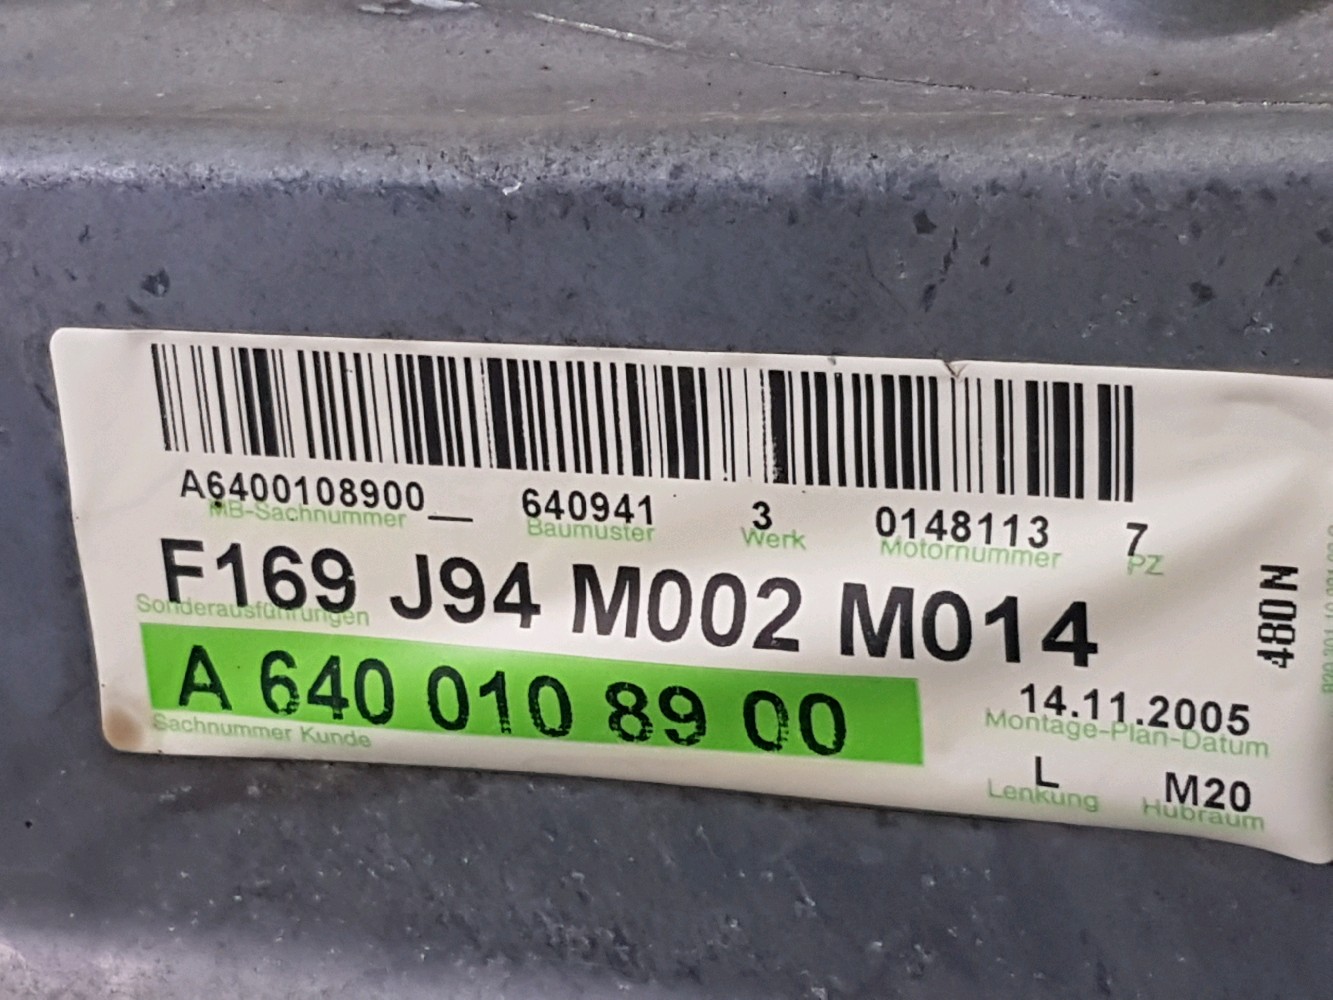 A6400108900__ 640941 3 0148113 7
MB-Sachnummer Baumuster Werk Motornummer PZ
F169 J94 M002 M014
Sonderausführungen
480 N
A 640 010 89 00
14.11.2005
Sachnummer Kunde
Montage-Plan-Datum
L M20
Lenkung Hubraum